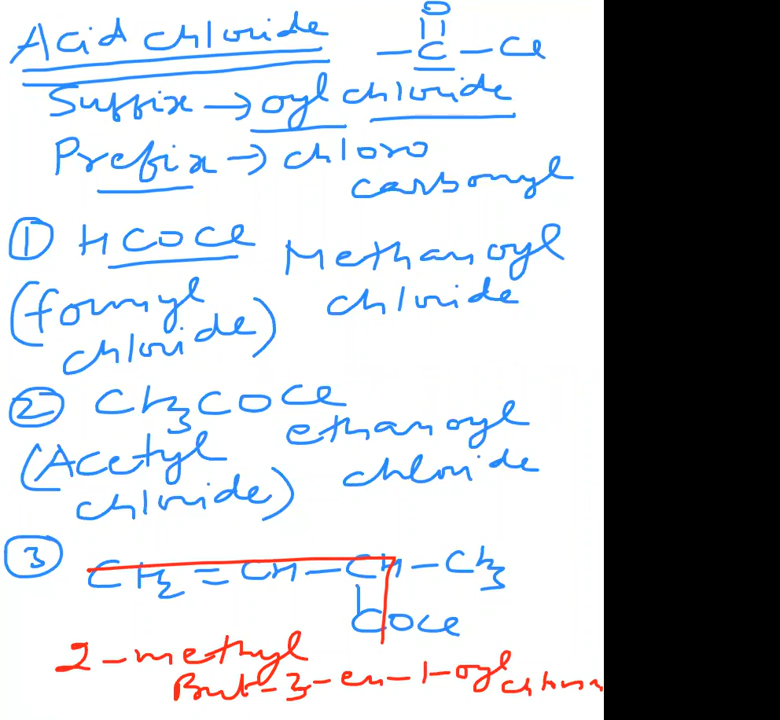 Acid chloride
O
||
—C—Cl
Suffix → oyl chloride
Prefix → chloro
carbonyl
① HCOCl Methanoyl
chloride
(formyl
chloride)
② CH₃COCl ethanoyl
chloride
(Acetyl
chloride)
③ CH₂=CH—CH—CH₃
|
COCl
2-methyl
But-3-en-1-oyl